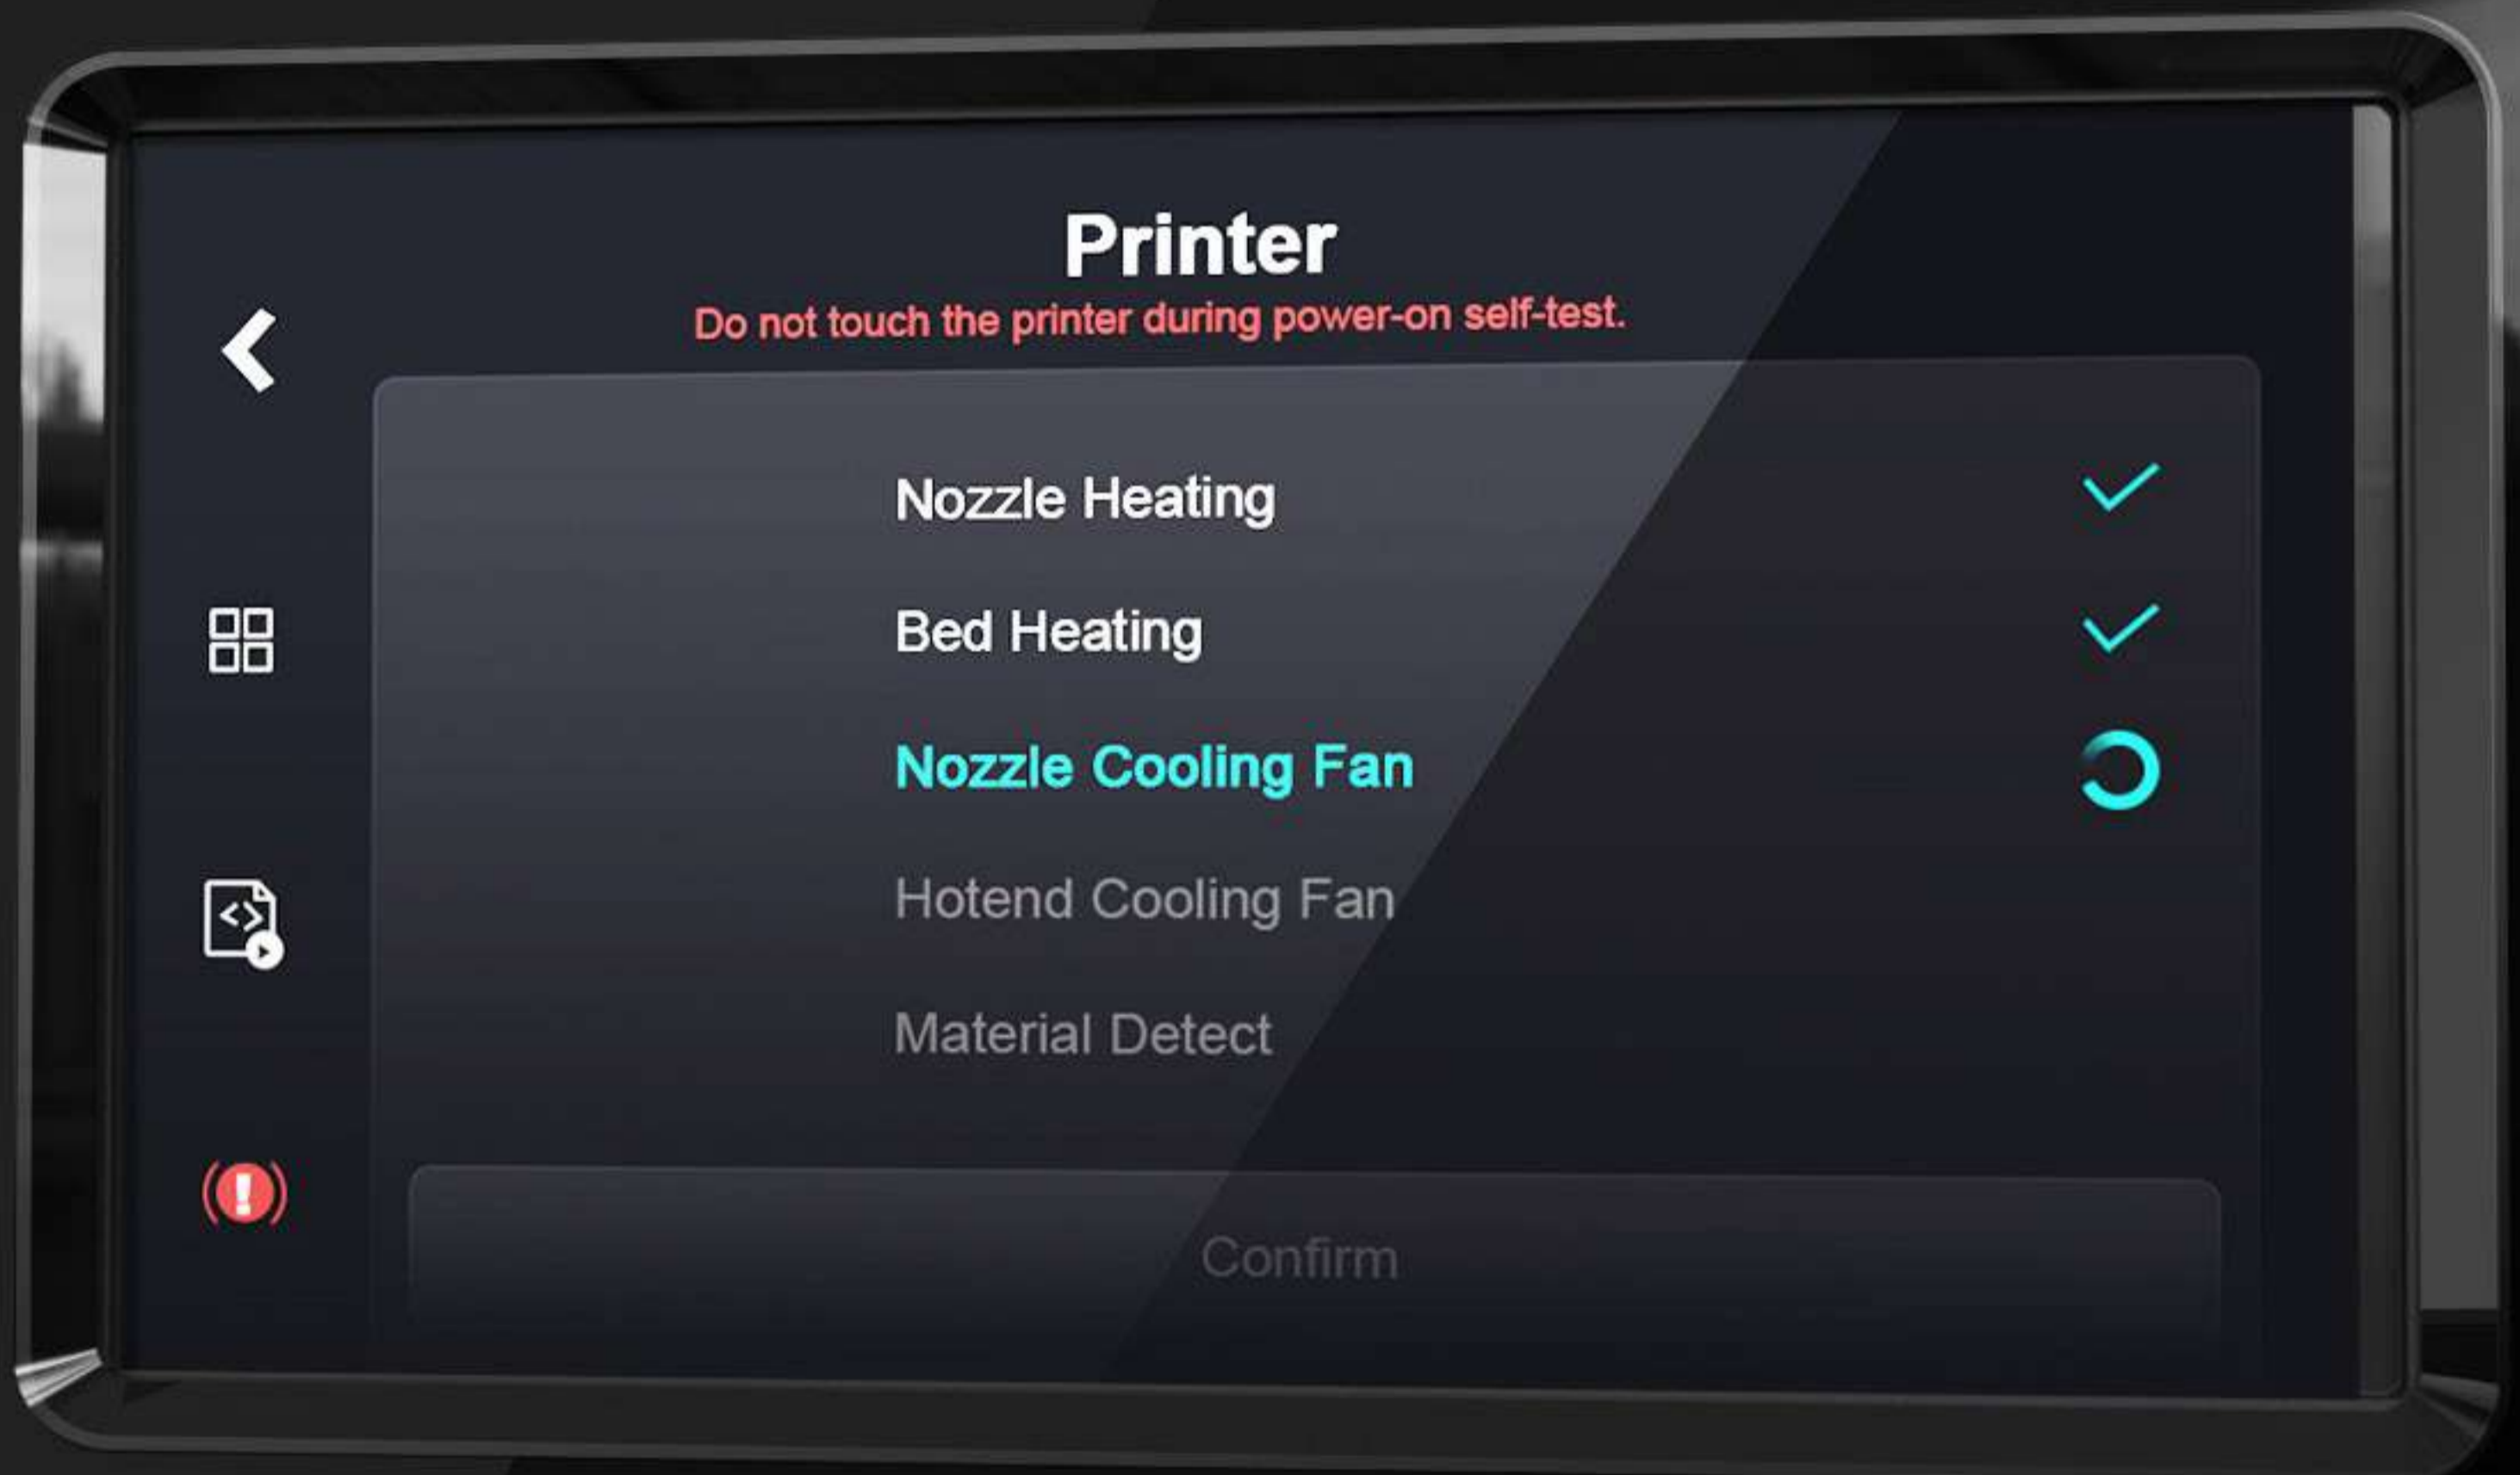 Printer
Do not touch the printer during power-on self-test.
Nozzle Heating
Bed Heating
Nozzle Cooling Fan
Hotend Cooling Fan
Material Detect
Confirm